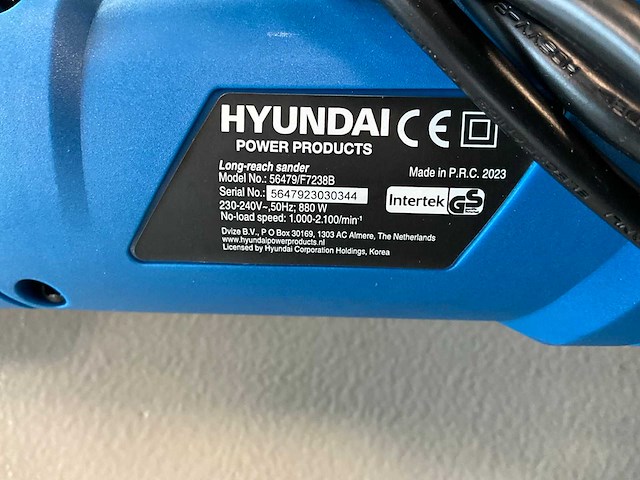 HYUNDAI CE
POWER PRODUCTS
Long-reach sander
Made in P.R.C. 2023
Model No.: 56479/F7238B
Serial No.: 5647923030344
Intertek GS
230-240V~,50Hz; 880 W
No-load speed: 1.000-2.100/min⁻¹
Dvize B.V., P O Box 30169, 1303 AC Almere, The Netherlands
www.hyundaipowerproducts.nl
Licensed by Hyundai Corporation Holdings, Korea